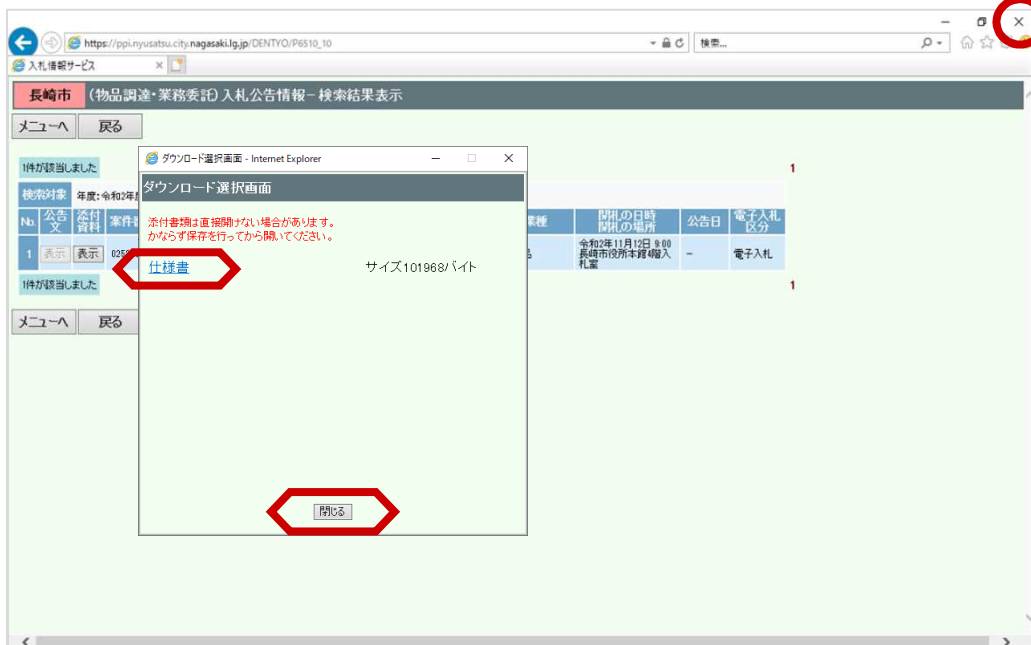 https://ppi.nyusatsu.city.nagasaki.lg.jp/DENTYO/P6510_10
検索...
入札情報サービス
長崎市 (物品調達・業務委託)入札公告情報－検索結果表示
メニューへ 戻る
1件が該当しました
1
検索対象 年度:令和2年
No. 公告文 添付資料 案件 業種 開札の日時 開札の場所 公告日 電子入札区分
1 表示 表示 025 令和2年11月12日 9:00 長崎市役所本館4階入札室 － 電子入札
1件が該当しました
1
メニューへ 戻る
ダウンロード選択画面 - Internet Explorer
ダウンロード選択画面
添付書類は直接開けない場合があります。
かならず保存を行ってから開いてください。
仕様書 サイズ101968バイト
閉じる